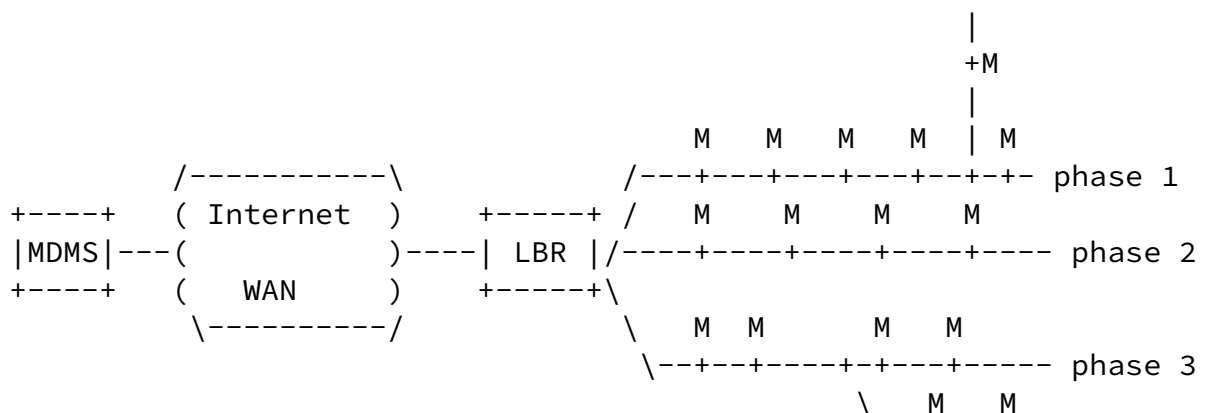 |
                                                     +M
                                                     |
                                      M   M   M   M  | M
         /-----------\            /---+---+---+---+--+-+- phase 1
+----+   ( Internet  )    +-----+ /   M    M    M    M
|MDMS|---(           )----| LBR |/----+----+----+----+---- phase 2
+----+   (   WAN     )    +-----+\
          \----------/            \   M  M      M   M
                                   \--+--+----+-+---+----- phase 3
                                               \   M   M